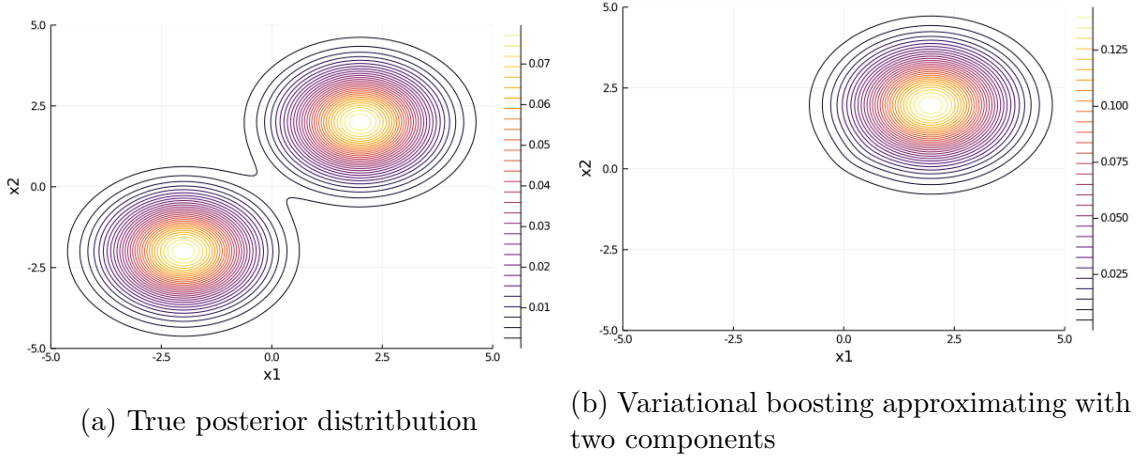 5.0
2.5
0.0
-2.5
-5.0
x2
-5.0 -2.5 0.0 2.5 5.0
x1
0.07
0.06
0.05
0.04
0.03
0.02
0.01
(a) True posterior distritbution
5.0
2.5
0.0
-2.5
-5.0
x2
-5.0 -2.5 0.0 2.5 5.0
x1
0.125
0.100
0.075
0.050
0.025
(b) Variational boosting approximating with
two components